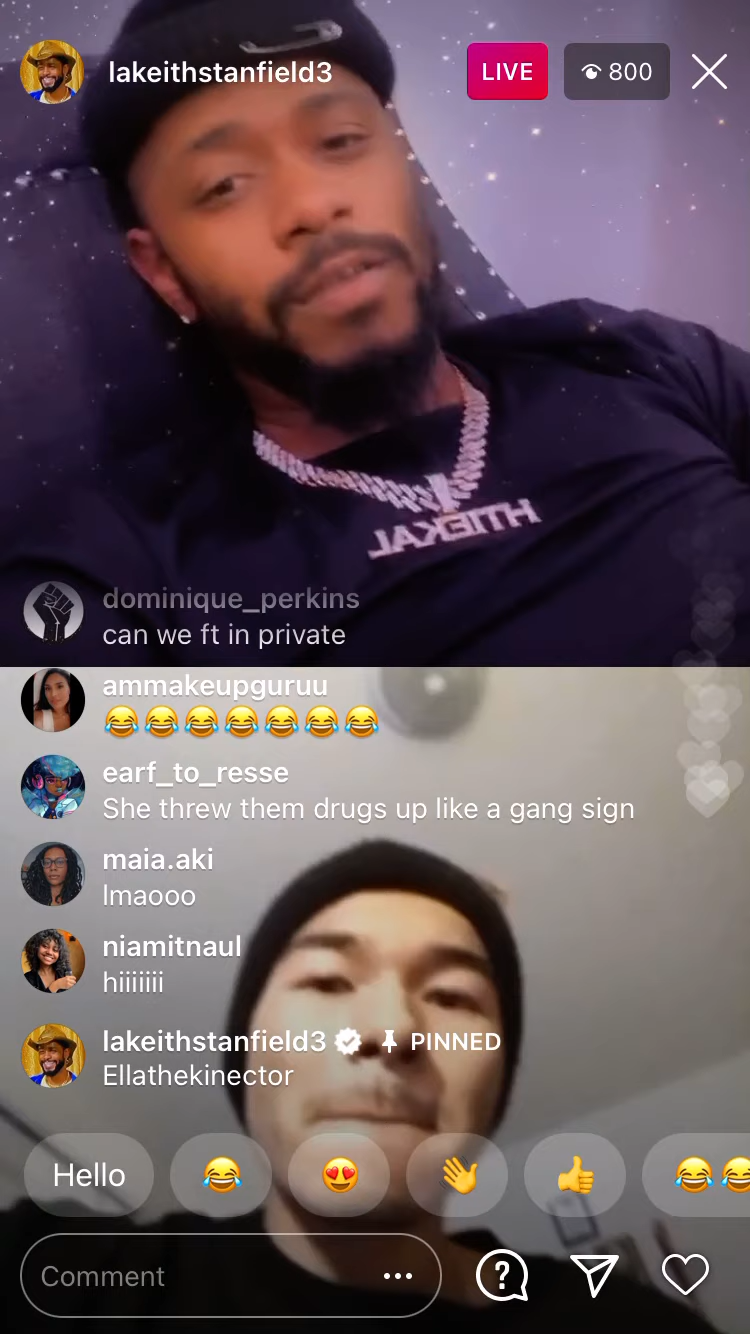 lakeithstanfield3
LIVE
800
LAKEITH
dominique_perkins
can we ft in private
ammakeupguruu
😂😂😂😂😂😂😂
earf_to_resse
She threw them drugs up like a gang sign
maia.aki
lmaooo
niamitnaul
hiiiiiii
lakeithstanfield3 PINNED
Ellathekinector
Hello 😂 😍 👋 👍 😂😂
Comment